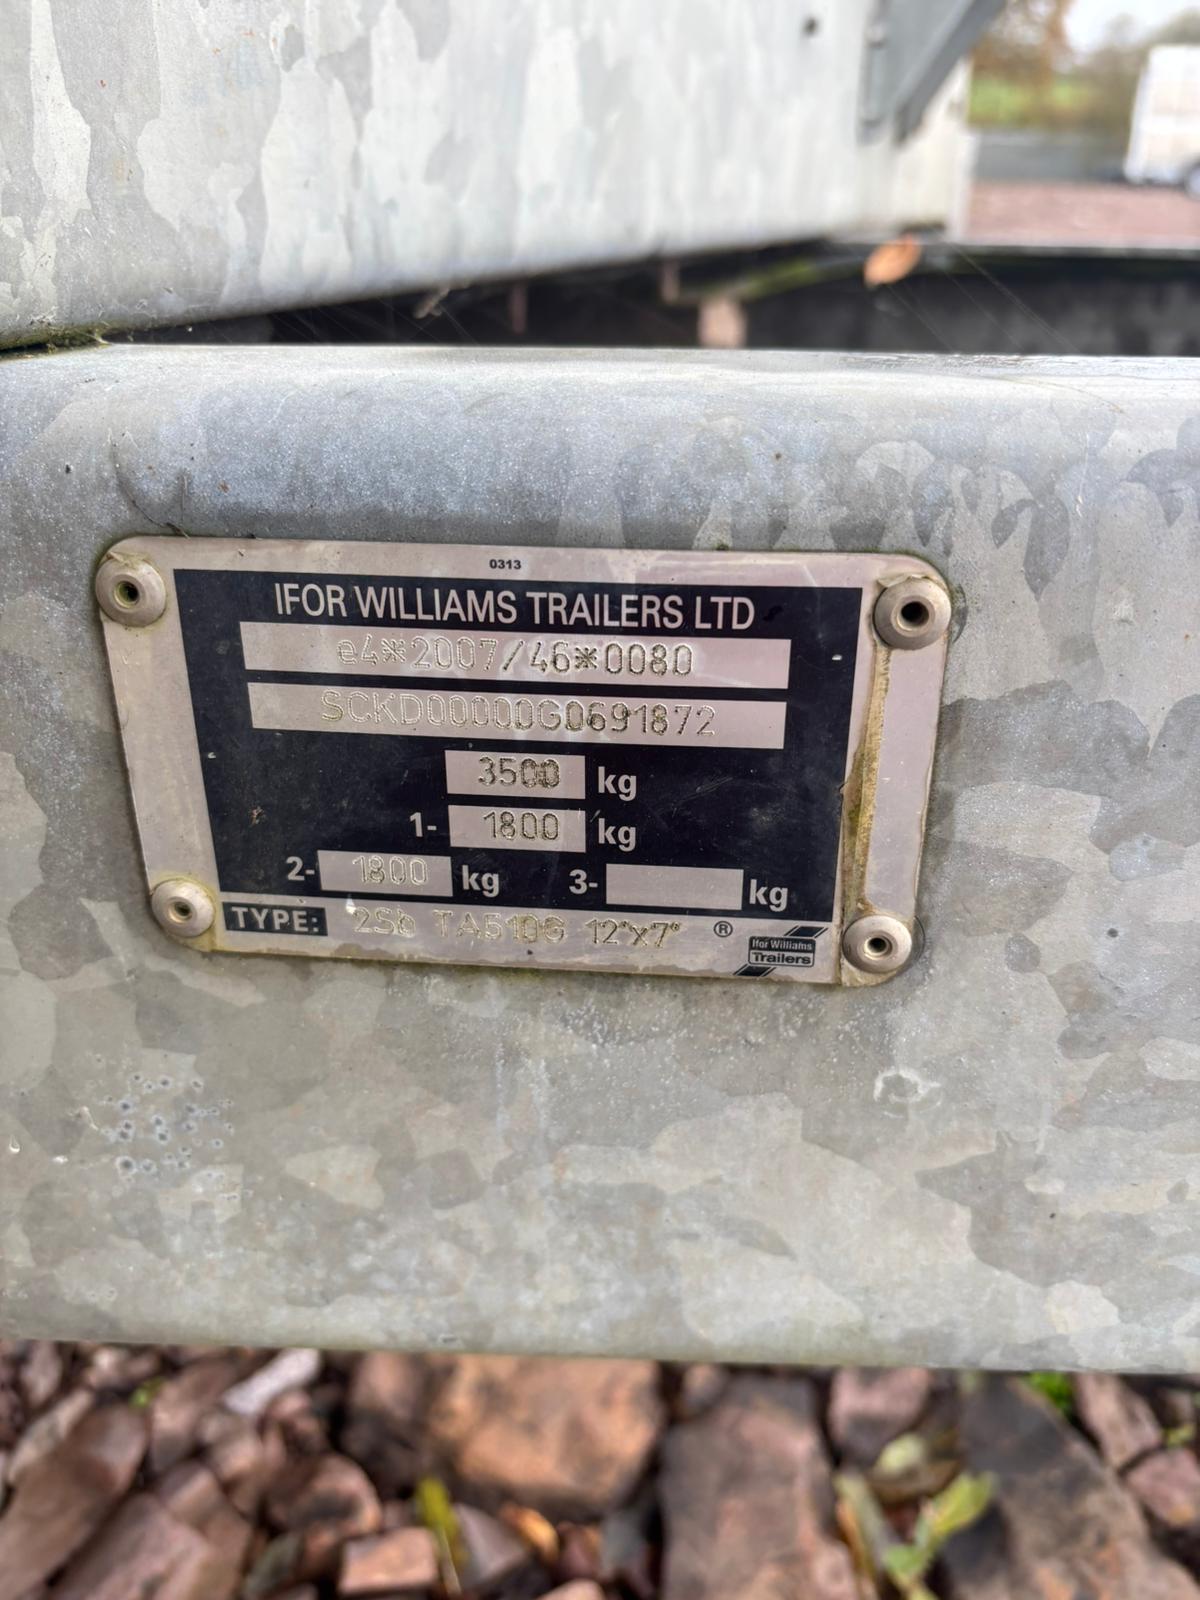 0313
IFOR WILLIAMS TRAILERS LTD
e4*2007/46*0080
SCKD00000G0691872
3500 kg
1- 1800 kg
2- 1800 kg 3- kg
TYPE: 2Sb TA510G 12'x7' ®
Ifor Williams
Trailers